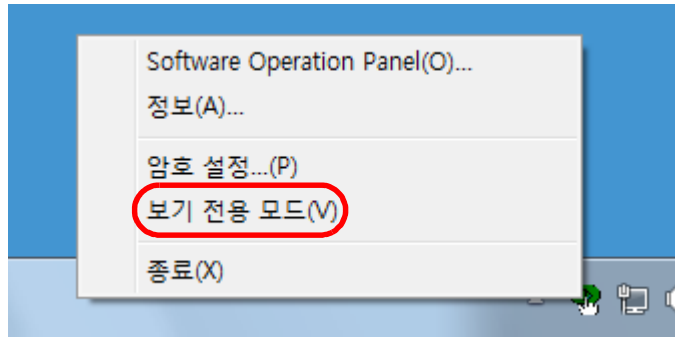 Software Operation Panel(O)...
정보(A)...
암호 설정...(P)
보기 전용 모드(V)
종료(X)